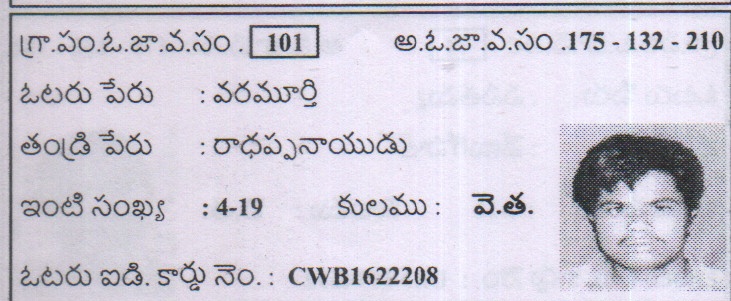 గ్రా.పం.ఓ.జా.వ.సం. 101 అ.ఓ.జా.వ.సం .175 - 132 - 210
ఓటరు పేరు : వరమూర్తి
తండ్రి పేరు : రాధప్పనాయుడు
ఇంటి సంఖ్య : 4-19 కులము : వె.త.
ఓటరు ఐడి. కార్డు నెం. : CWB1622208